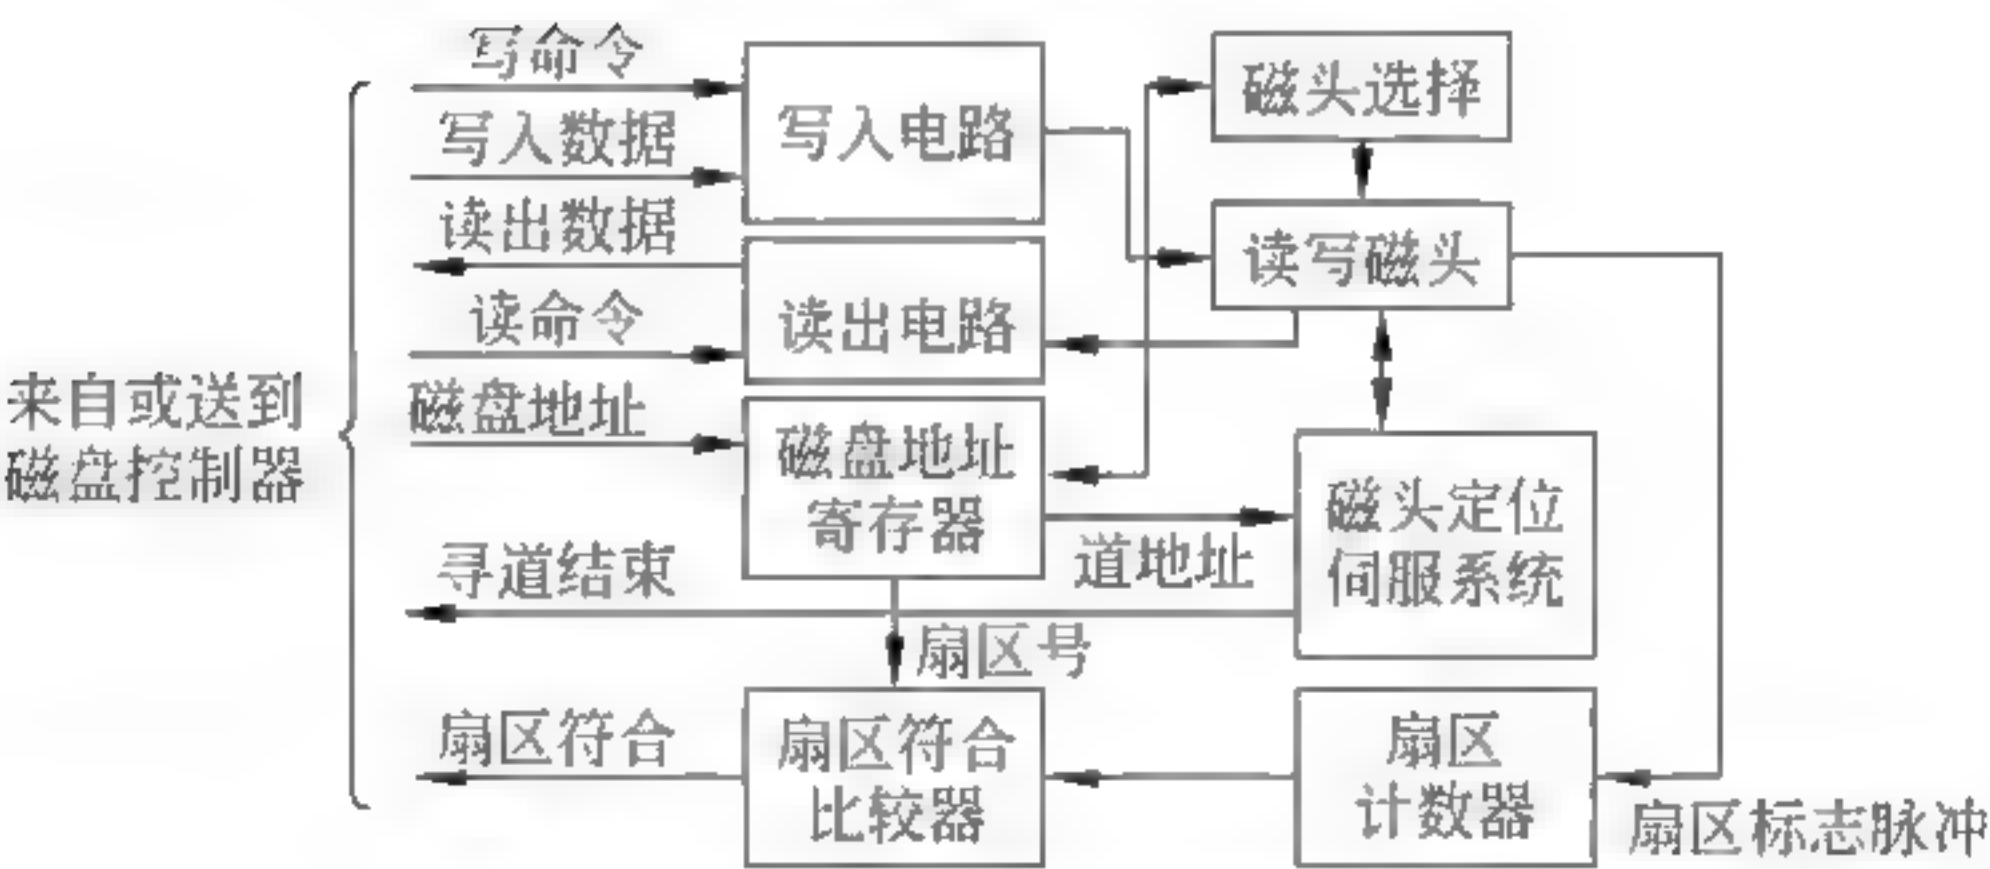 写命令
写入数据
读出数据
读命令
磁盘地址
寻道结束
扇区符合
来自或送到
磁盘控制器
写入电路
读出电路
磁盘地址
寄存器
扇区号
扇区符合
比较器
磁头选择
读写磁头
道地址
磁头定位
伺服系统
扇区
计数器
扇区标志脉冲